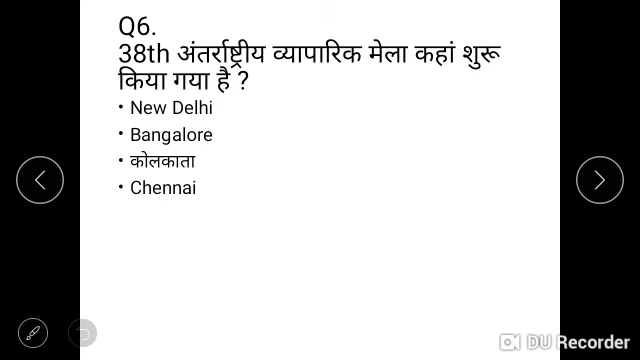 Q6.
38th अंतर्राष्ट्रीय व्यापारिक मेला कहां शुरू
किया गया है ?
• New Delhi
• Bangalore
• कोलकाता
• Chennai
DU Recorder